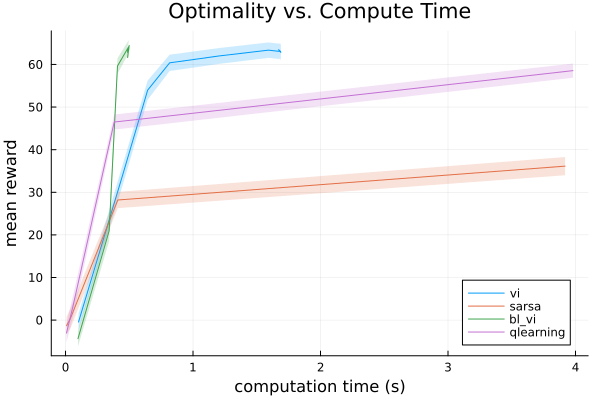 Optimality vs. Compute Time
mean reward
60
50
40
30
20
10
0
0 1 2 3 4
computation time (s)
vi
sarsa
bl_vi
qlearning